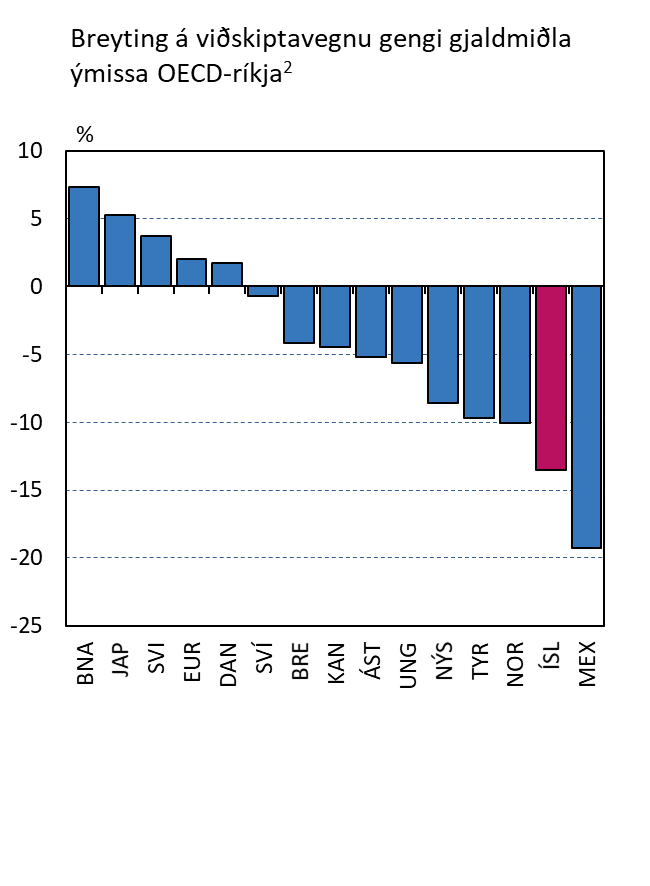 Breyting á viðskiptavegnu gengi gjaldmiðla
ýmissa OECD-ríkja²
%
10
5
0
-5
-10
-15
-20
-25
BNA
JAP
SVI
EUR
DAN
SVÍ
BRE
KAN
ÁST
UNG
NÝS
TYR
NOR
ÍSL
MEX